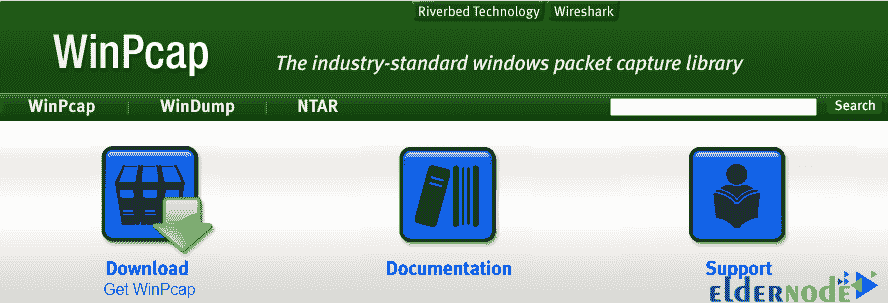 Riverbed Technology Wireshark
WinPcap
The industry-standard windows packet capture library
WinPcap WinDump NTAR Search
Download Documentation Support
Get WinPcap
eldernode